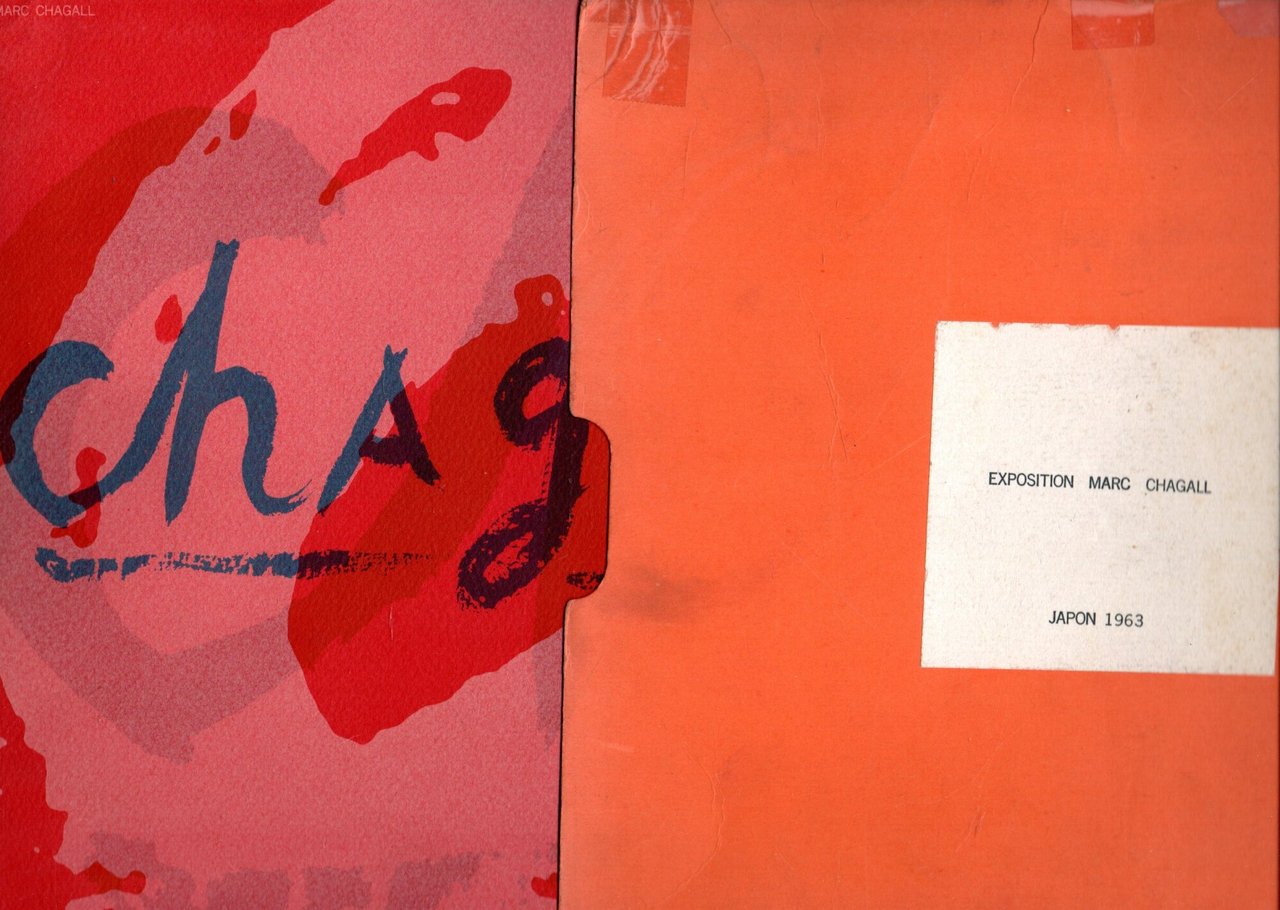 MARC CHAGALL
chAg
EXPOSITION MARC CHAGALL
JAPON 1963